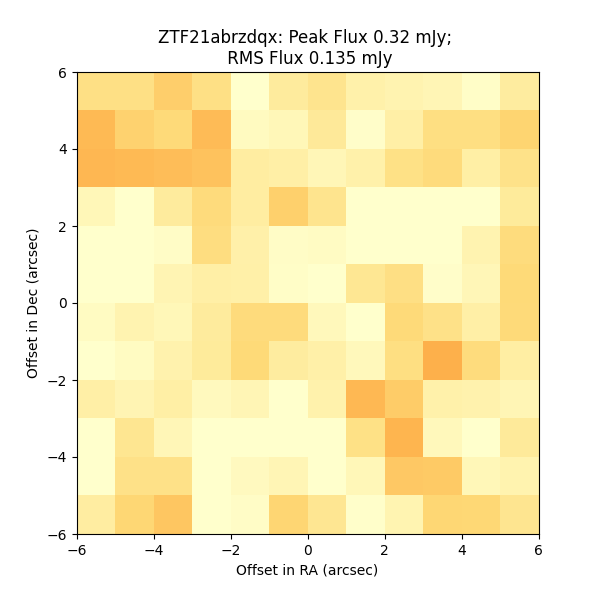 ZTF21abrzdqx: Peak Flux 0.32 mJy;
RMS Flux 0.135 mJy
6
4
2
0
−2
−4
−6
Offset in Dec (arcsec)
−6 −4 −2 0 2 4 6
Offset in RA (arcsec)